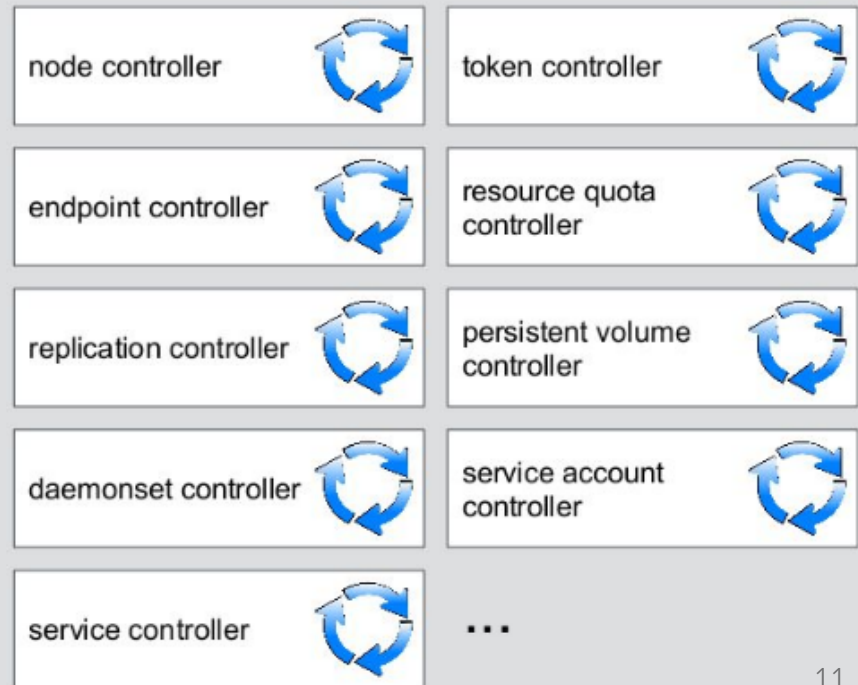 node controller
token controller
endpoint controller
resource quota
controller
replication controller
persistent volume
controller
daemonset controller
service account
controller
service controller
...
11